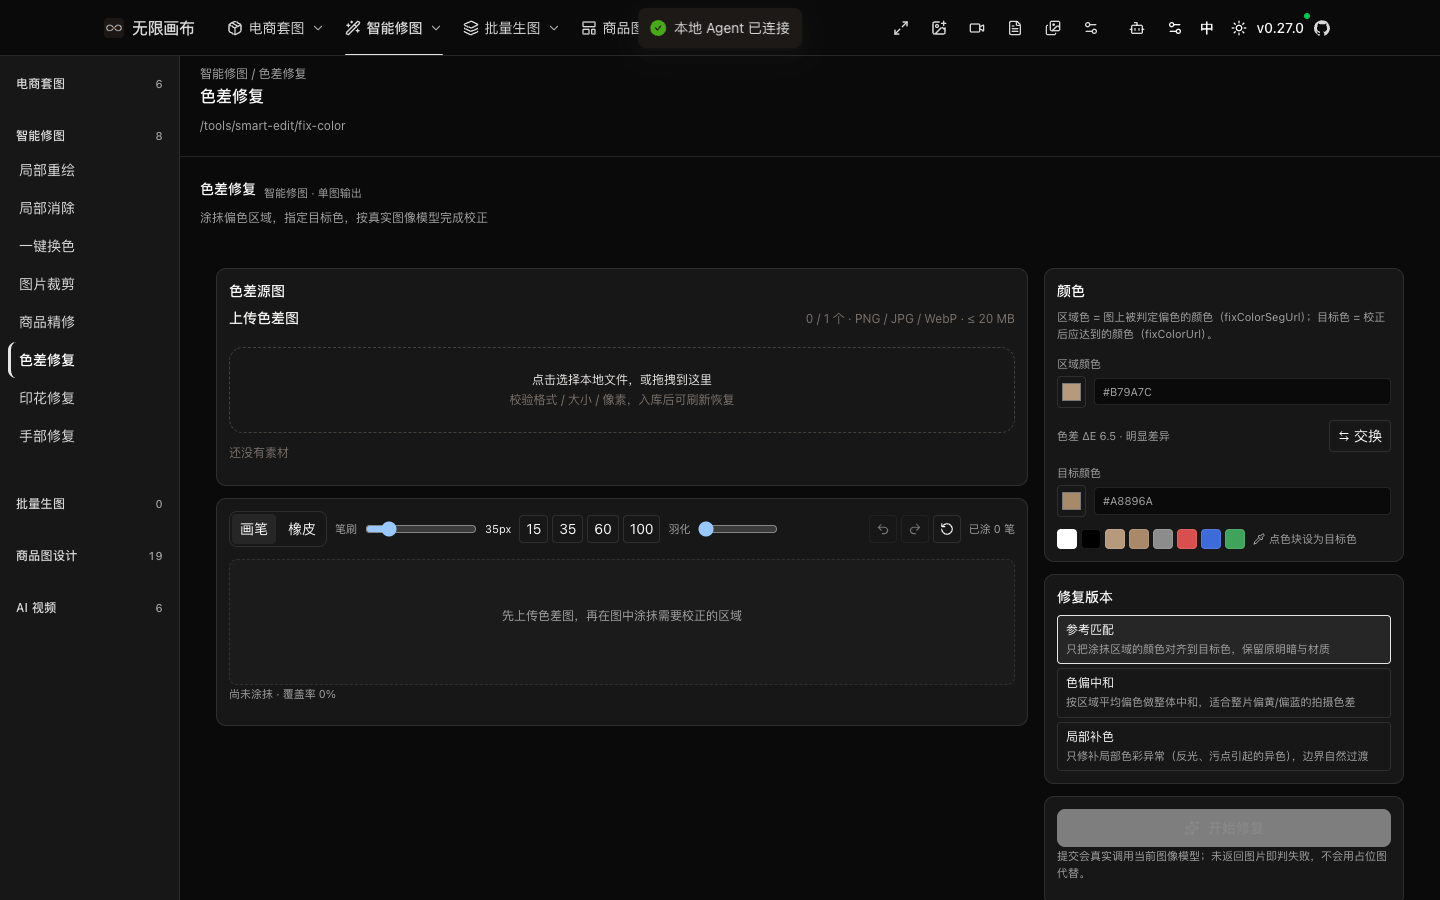 无限画布
电商套图
智能修图
批量生图
商品图
本地 Agent 已连接
中
v0.27.0
电商套图 6
智能修图 8
局部重绘
局部消除
一键换色
图片裁剪
商品精修
色差修复
印花修复
手部修复
批量生图 0
商品图设计 19
AI 视频 6
智能修图 / 色差修复
色差修复
/tools/smart-edit/fix-color
色差修复 智能修图 · 单图输出
涂抹偏色区域，指定目标色，按真实图像模型完成校正
色差源图
上传色差图 0 / 1 个 · PNG / JPG / WebP · ≤ 20 MB
点击选择本地文件，或拖拽到这里
校验格式 / 大小 / 像素，入库后可刷新恢复
还没有素材
画笔 橡皮 笔刷 35px 15 35 60 100 羽化 已涂 0 笔
先上传色差图，再在图中涂抹需要校正的区域
尚未涂抹 · 覆盖率 0%
颜色
区域色 = 图上被判定偏色的颜色（fixColorSegUrl）；目标色 = 校正
后应达到的颜色（fixColorUrl）。
区域颜色
#B79A7C
色差 ΔE 6.5 · 明显差异 交换
目标颜色
#A8896A
点色块设为目标色
修复版本
参考匹配
只把涂抹区域的颜色对齐到目标色，保留原明暗与材质
色偏中和
按区域平均偏色做整体中和，适合整片偏黄/偏蓝的拍摄色差
局部补色
只修补局部色彩异常（反光、污点引起的异色），边界自然过渡
开始修复
提交会真实调用当前图像模型；未返回图片即判失败，不会用占位图
代替。